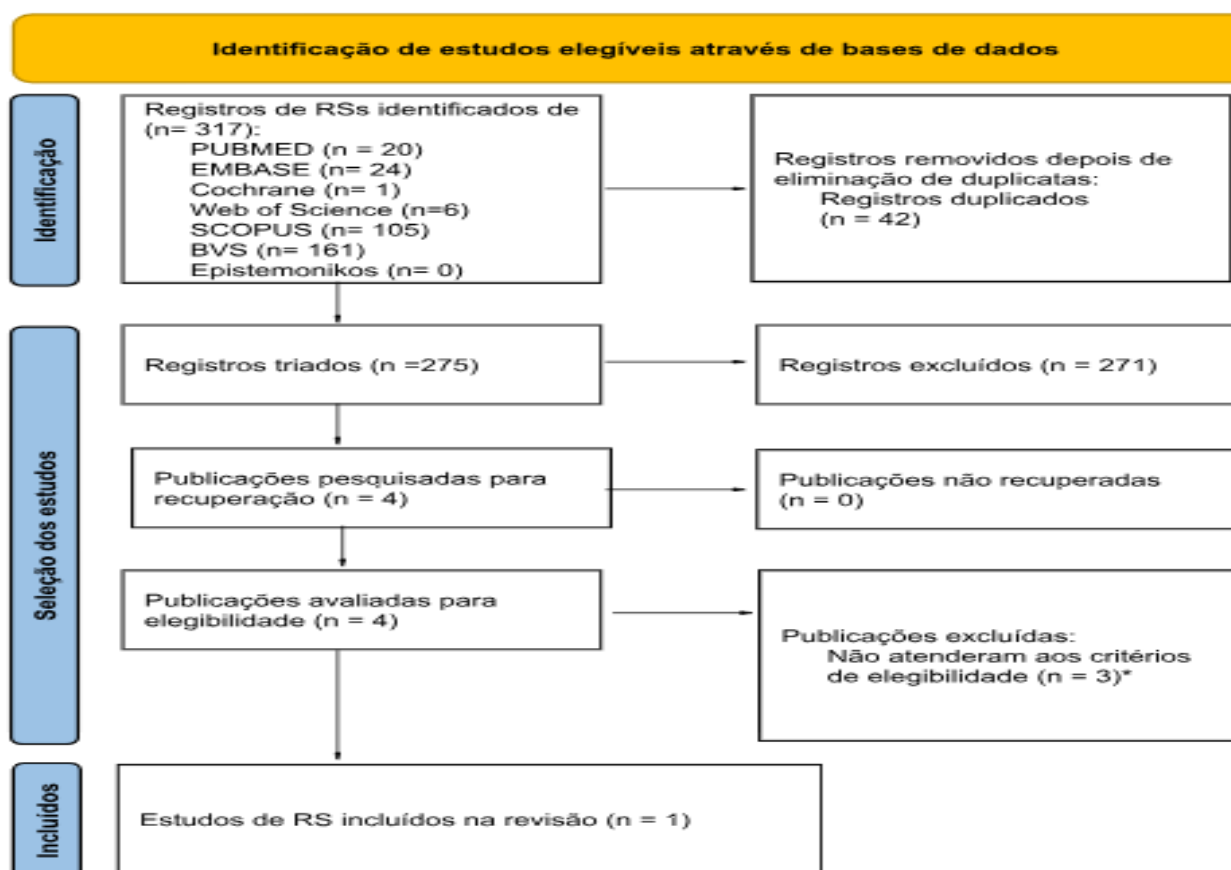 Identificação de estudos elegíveis através de bases de dados
Identificação
Registros de RSs identificados de
(n= 317):
PUBMED (n = 20)
EMBASE (n= 24)
Cochrane (n= 1)
Web of Science (n=6)
SCOPUS (n= 105)
BVS (n= 161)
Epistemonikos (n= 0)
Registros removidos depois de
eliminação de duplicatas:
Registros duplicados
(n = 42)
Seleção dos estudos
Registros triados (n =275)
Registros excluídos (n = 271)
Publicações pesquisadas para
recuperação (n = 4)
Publicações não recuperadas
(n = 0)
Publicações avaliadas para
elegibilidade (n = 4)
Publicações excluídas:
Não atenderam aos critérios
de elegibilidade (n = 3)*
Incluídos
Estudos de RS incluídos na revisão (n = 1)